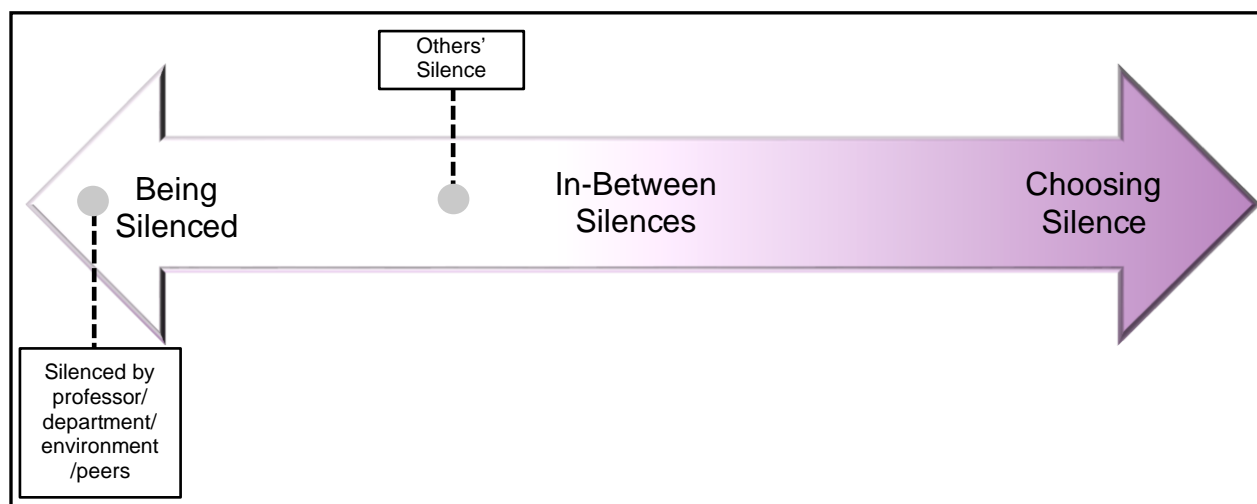 Others’
Silence
Being
Silenced
In-Between
Silences
Choosing
Silence
Silenced by
professor/
department/
environment
/peers